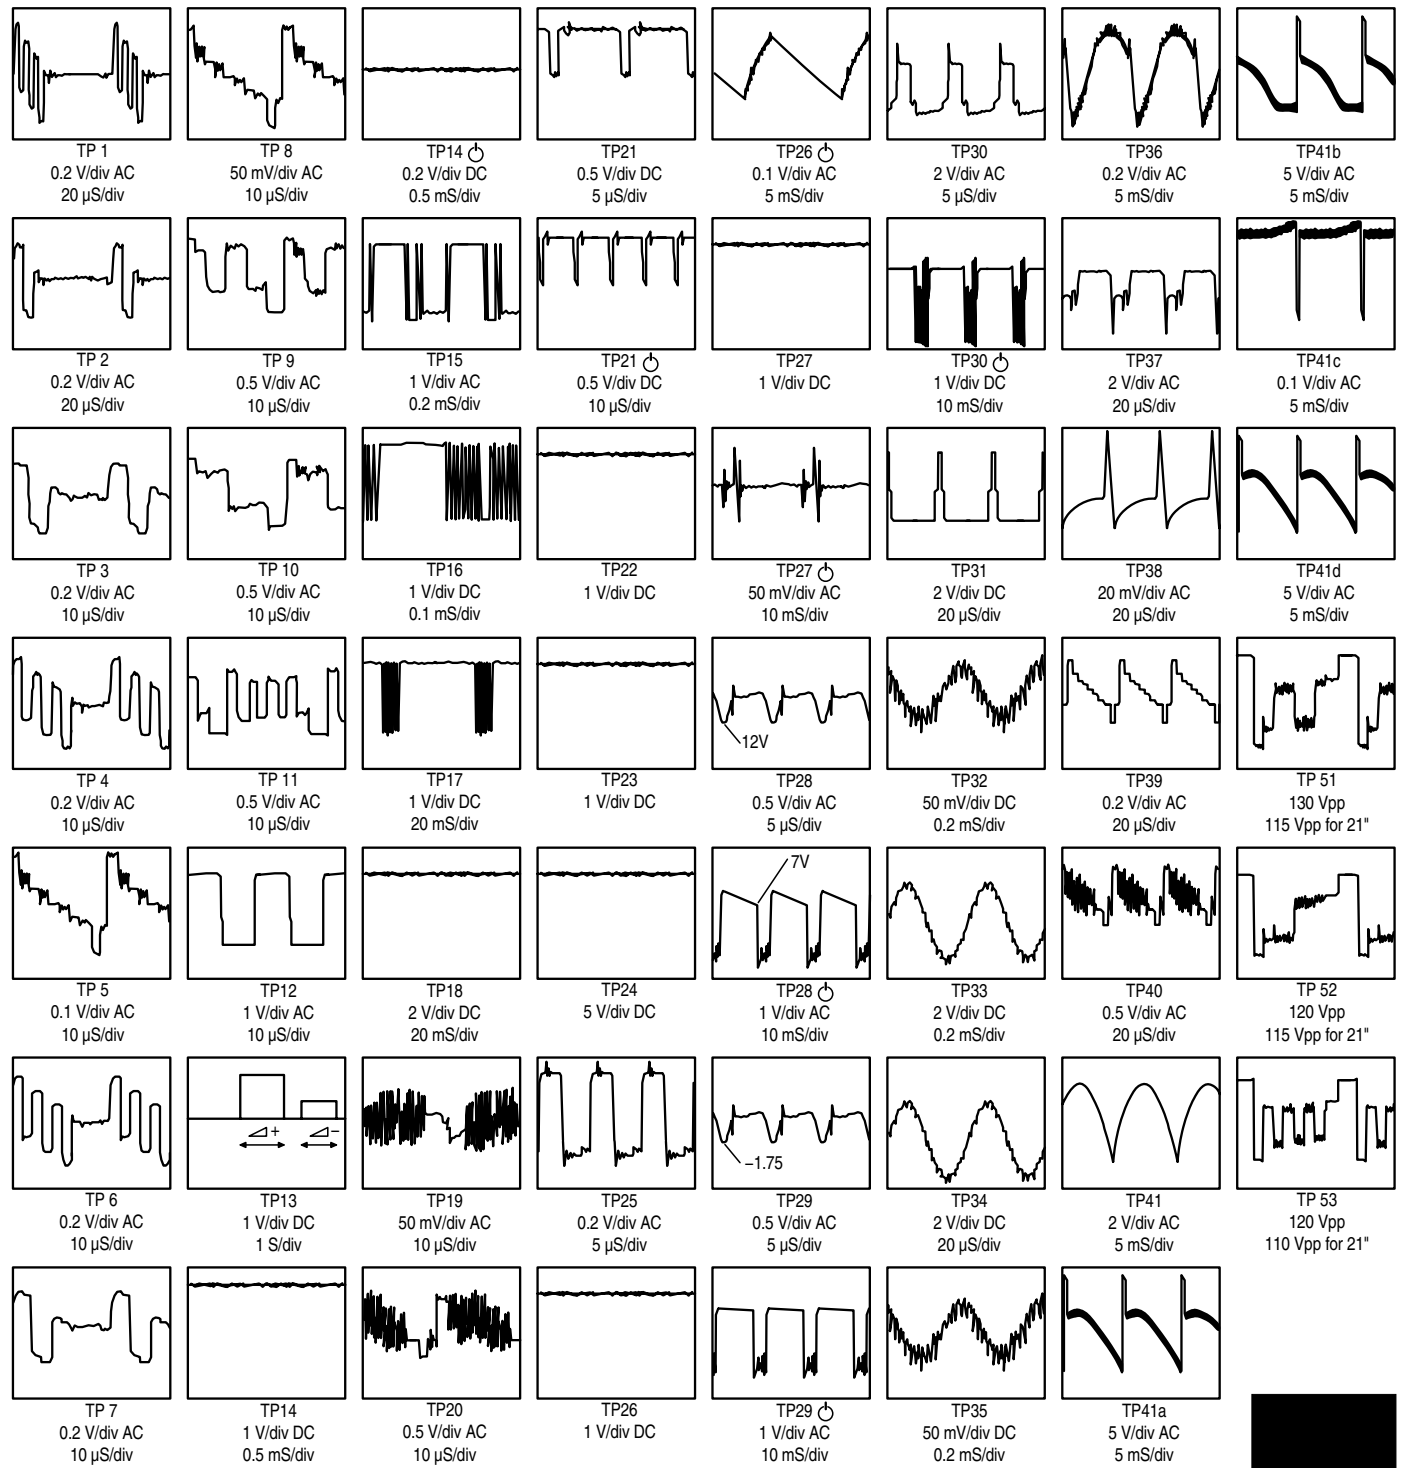 TP 1
0.2 V/div AC
20 µS/div
TP 8
50 mV/div AC
10 µS/div
TP14
0.2 V/div DC
0.5 mS/div
TP21
0.5 V/div DC
5 µS/div
TP26
0.1 V/div AC
5 mS/div
TP30
2 V/div AC
5 µS/div
TP36
0.2 V/div AC
5 mS/div
TP41b
5 V/div AC
5 mS/div
TP 2
0.2 V/div AC
20 µS/div
TP 9
0.5 V/div AC
10 µS/div
TP15
1 V/div AC
0.2 mS/div
TP21
0.5 V/div DC
10 µS/div
TP27
1 V/div DC
TP30
1 V/div DC
10 mS/div
TP37
2 V/div AC
20 µS/div
TP41c
0.1 V/div AC
5 mS/div
TP 3
0.2 V/div AC
10 µS/div
TP 10
0.5 V/div AC
10 µS/div
TP16
1 V/div DC
0.1 mS/div
TP22
1 V/div DC
TP27
50 mV/div AC
10 mS/div
TP31
2 V/div DC
20 µS/div
TP38
20 mV/div AC
20 µS/div
TP41d
5 V/div AC
5 mS/div
TP 4
0.2 V/div AC
10 µS/div
TP 11
0.5 V/div AC
10 µS/div
TP17
1 V/div DC
20 mS/div
TP23
1 V/div DC
12V
TP28
0.5 V/div AC
5 µS/div
TP32
50 mV/div DC
0.2 mS/div
TP39
0.2 V/div AC
20 µS/div
TP 51
130 Vpp
115 Vpp for 21"
TP 5
0.1 V/div AC
10 µS/div
TP12
1 V/div AC
10 µS/div
TP18
2 V/div DC
20 mS/div
TP24
5 V/div DC
7V
TP28
1 V/div AC
10 mS/div
TP33
2 V/div DC
0.2 mS/div
TP40
0.5 V/div AC
20 µS/div
TP 52
120 Vpp
115 Vpp for 21"
TP 6
0.2 V/div AC
10 µS/div
+
−
TP13
1 V/div DC
1 S/div
TP19
50 mV/div AC
10 µS/div
TP25
0.2 V/div AC
5 µS/div
−1.75
TP29
0.5 V/div AC
5 µS/div
TP34
2 V/div DC
20 µS/div
TP41
2 V/div AC
5 mS/div
TP 53
120 Vpp
110 Vpp for 21"
TP 7
0.2 V/div AC
10 µS/div
TP14
1 V/div DC
0.5 mS/div
TP20
0.5 V/div AC
10 µS/div
TP26
1 V/div DC
TP29
1 V/div AC
10 mS/div
TP35
50 mV/div DC
0.2 mS/div
TP41a
5 V/div AC
5 mS/div